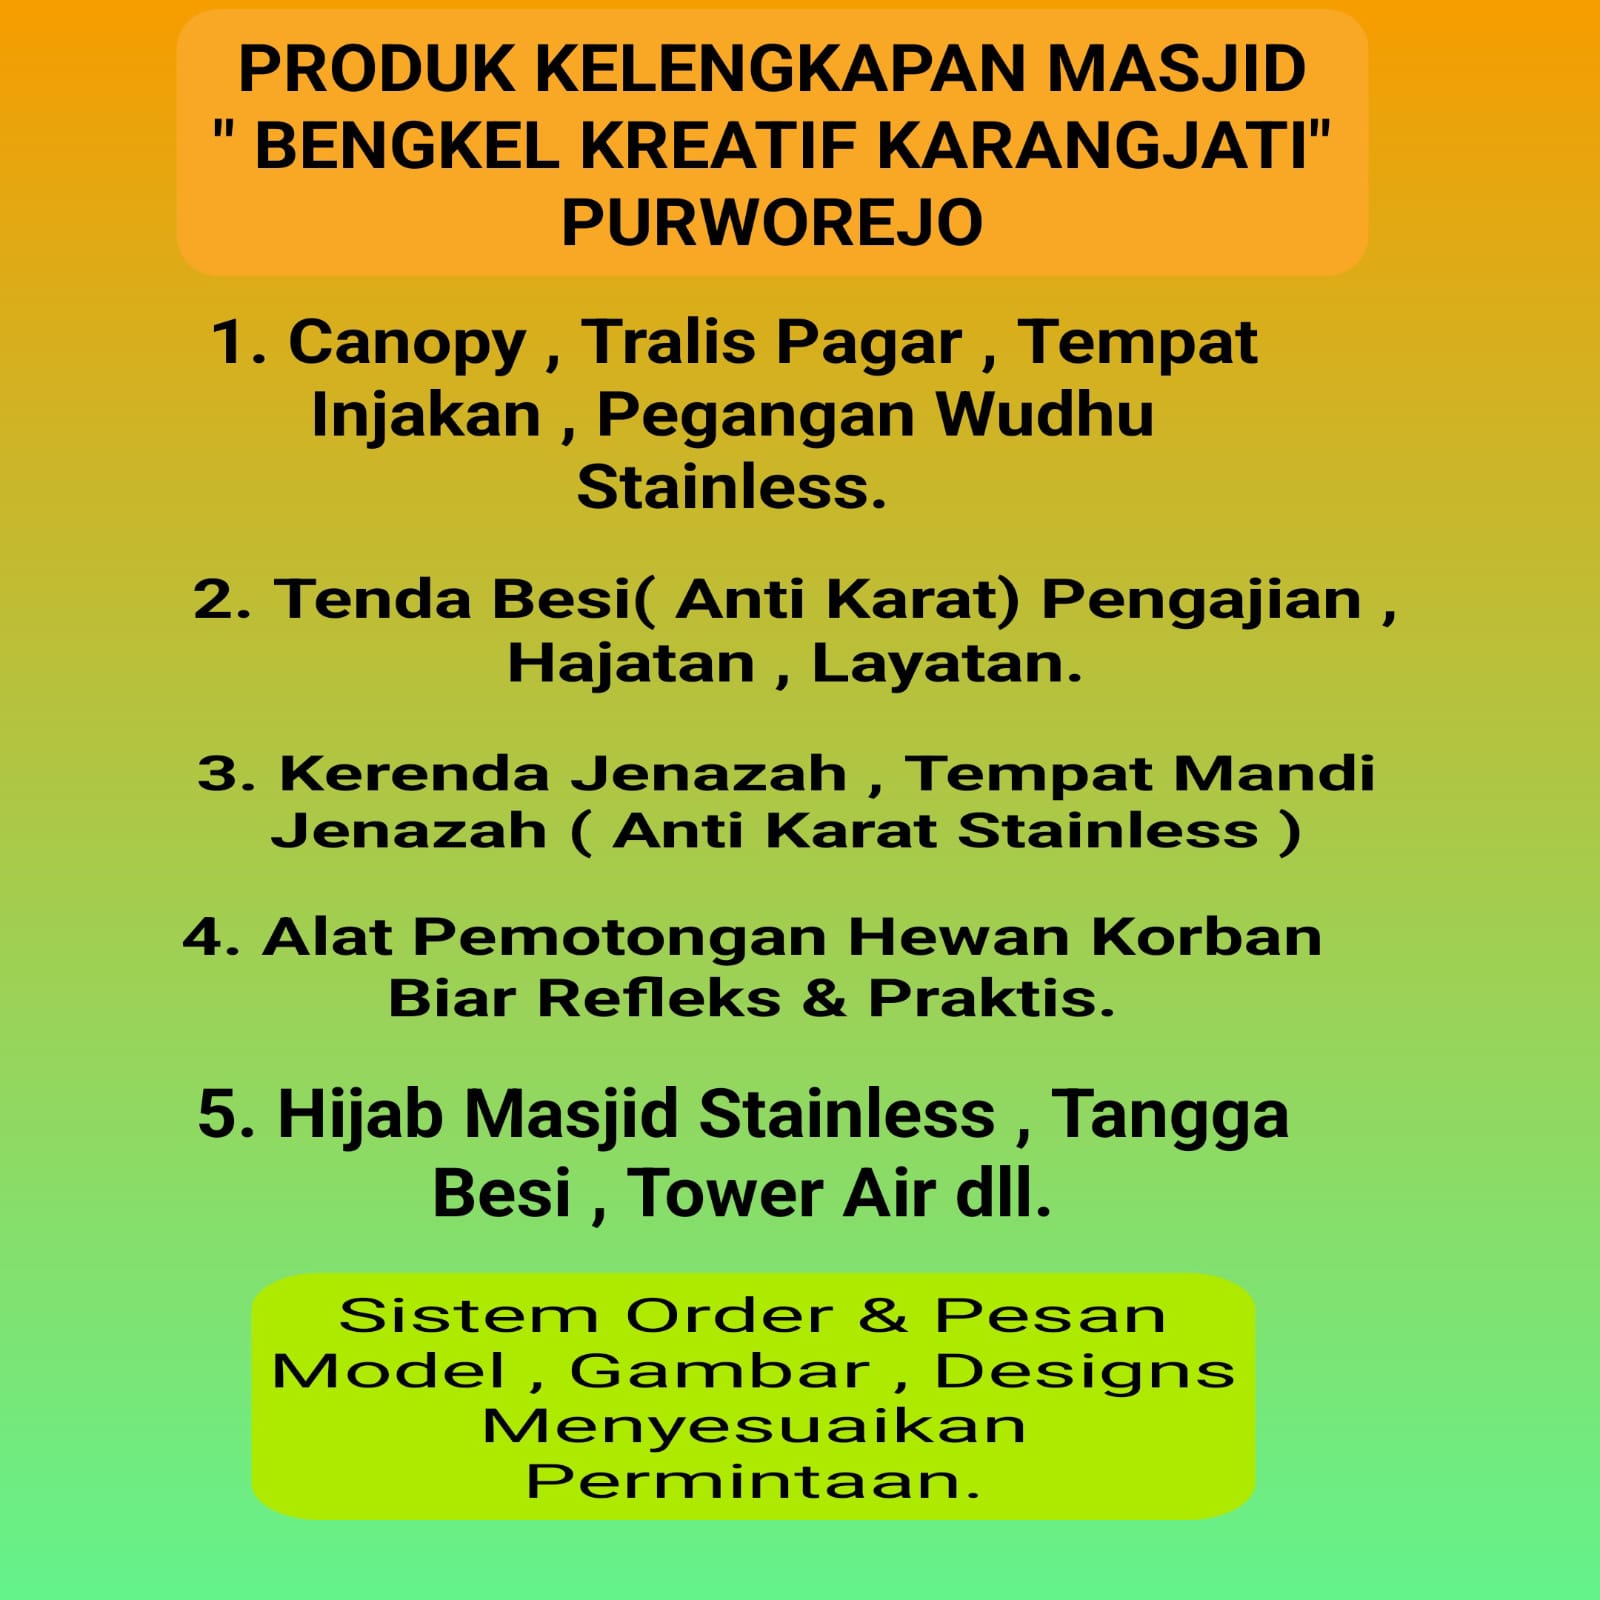 PRODUK KELENGKAPAN MASJID
" BENGKEL KREATIF KARANGJATI"
PURWOREJO
1. Canopy , Tralis Pagar , Tempat
Injakan , Pegangan Wudhu
Stainless.
2. Tenda Besi( Anti Karat) Pengajian ,
Hajatan , Layatan.
3. Kerenda Jenazah , Tempat Mandi
Jenazah ( Anti Karat Stainless )
4. Alat Pemotongan Hewan Korban
Biar Refleks & Praktis.
5. Hijab Masjid Stainless , Tangga
Besi , Tower Air dll.
Sistem Order & Pesan
Model , Gambar , Designs
Menyesuaikan
Permintaan.